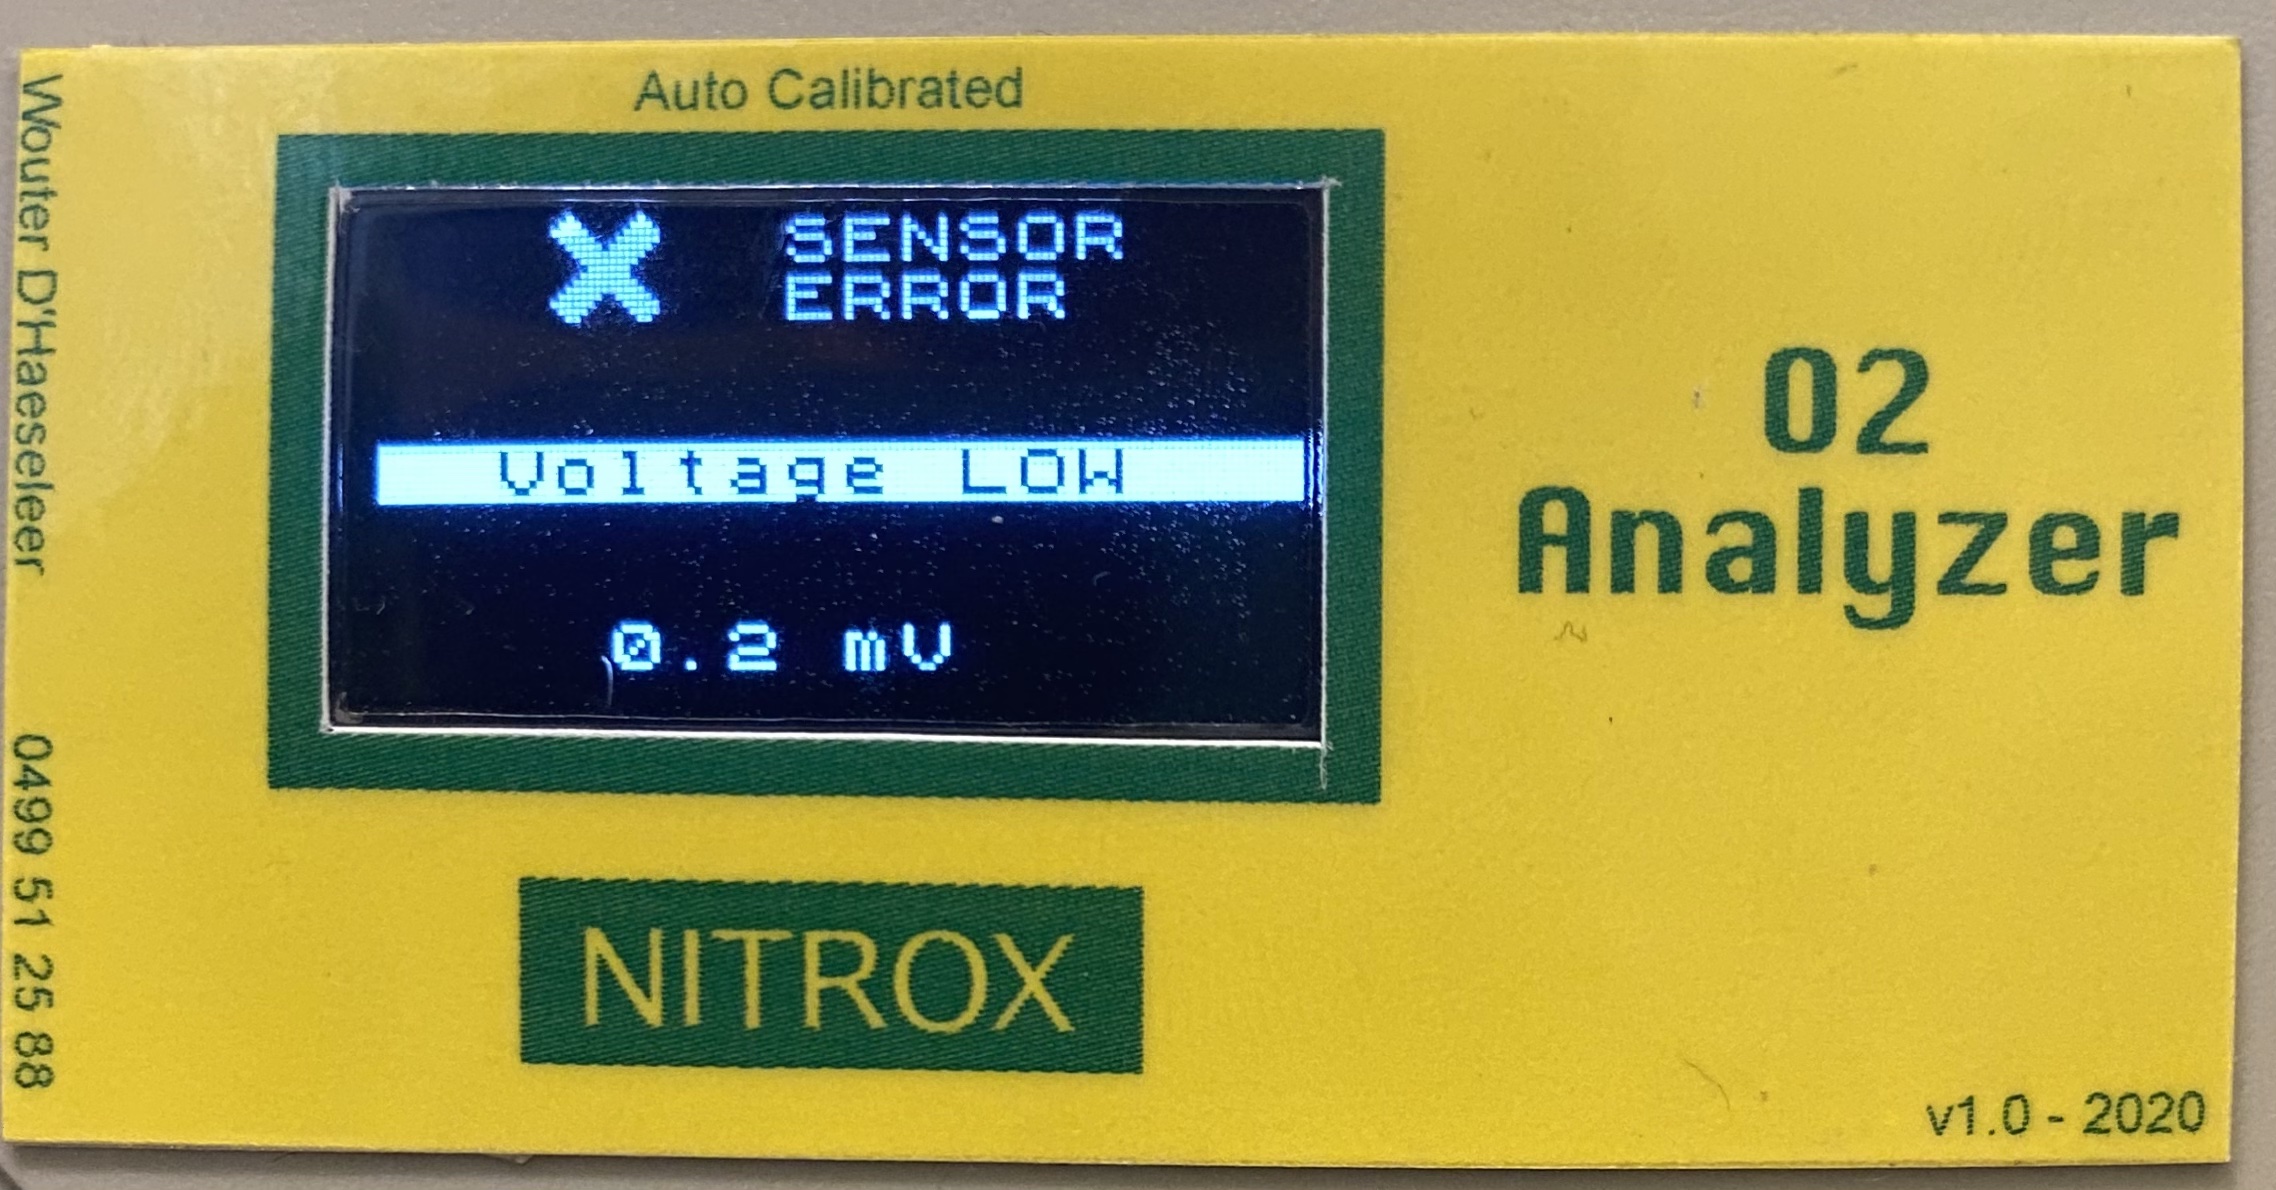 Auto Calibrated
SENSOR
ERROR
Voltage LOW
0.2 mV
O2
Analyzer
NITROX
v1.0 - 2020
Wouter D'Haeseleer 0499 51 25 88